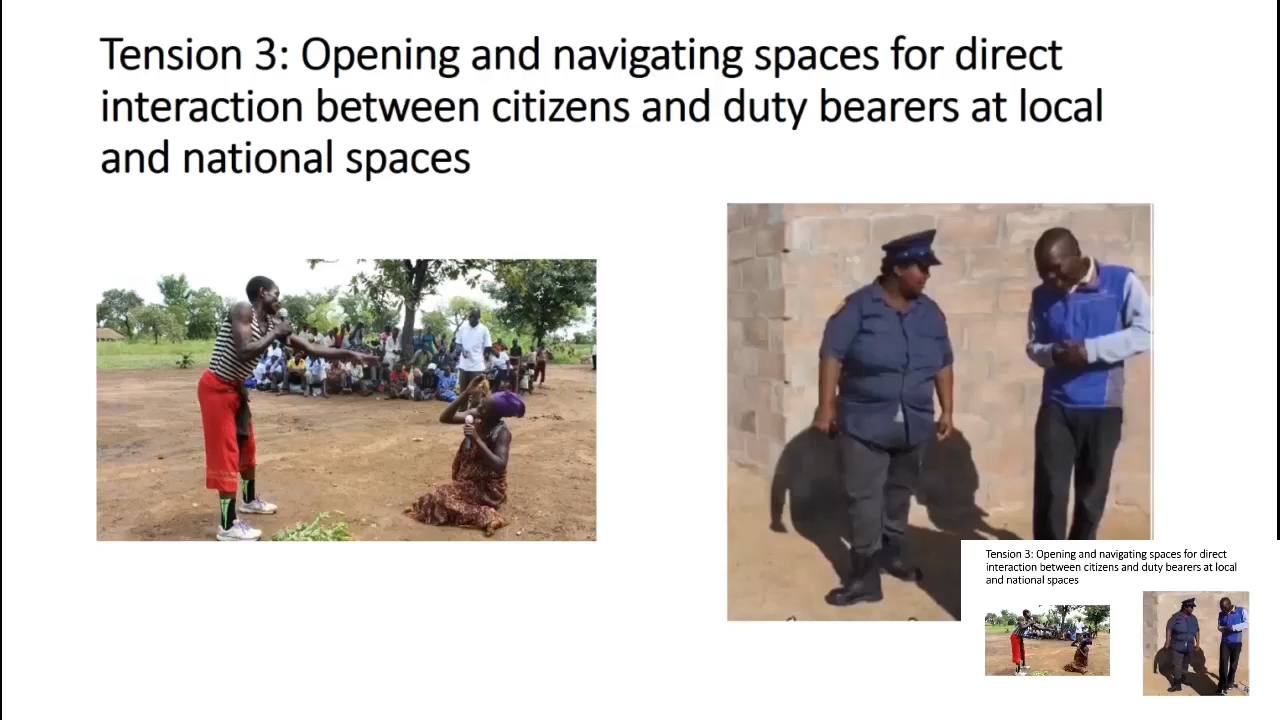 Tension 3: Opening and navigating spaces for direct
interaction between citizens and duty bearers at local
and national spaces
Tension 3: Opening and navigating spaces for direct
interaction between citizens and duty bearers at local
and national spaces